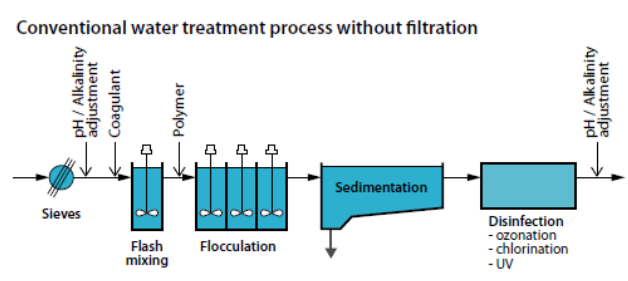 Conventional water treatment process without filtration
pH / Alkalinity
adjustment
Coagulant
Polymer
pH / Alkalinity
adjustment
Sieves
Flash
mixing
Flocculation
Sedimentation
Disinfection
- ozonation
- chlorination
- UV